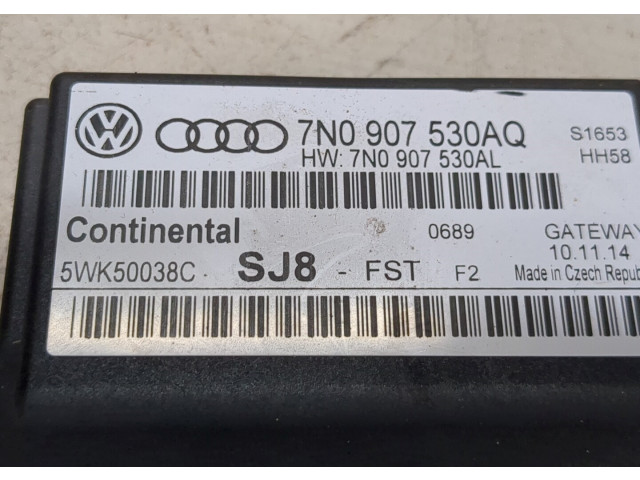 7N0 907 530AQ S1653
HW: 7N0 907 530AL HH58
Continental 0689 GATEWAY
5WK50038C SJ8 - FST F2 10.11.14
Made in Czech Republ